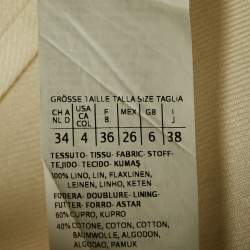 GRÖSSE TAILLE TALLA SIZE TAGLIA
CH A USA F MEX GB I
NL D CA CO B J
34 4 36 26 6 38
TESSUTO- TISSU- FABRIC- STOFF-
TEJIDO-TECIDO-KUMAS
100% LINO, LIN, FLAXLINEN,
LEINEN, LINHO, KETEN
FODERA-DOUBLURE-LINING-
FUTTER-FORRO-ASTAR
60% CUPRO, KUPRO
40% COTONE, COTON, COTTON,
BAUMWOLLE, ALGODON,
ALGODAO, PAMUK